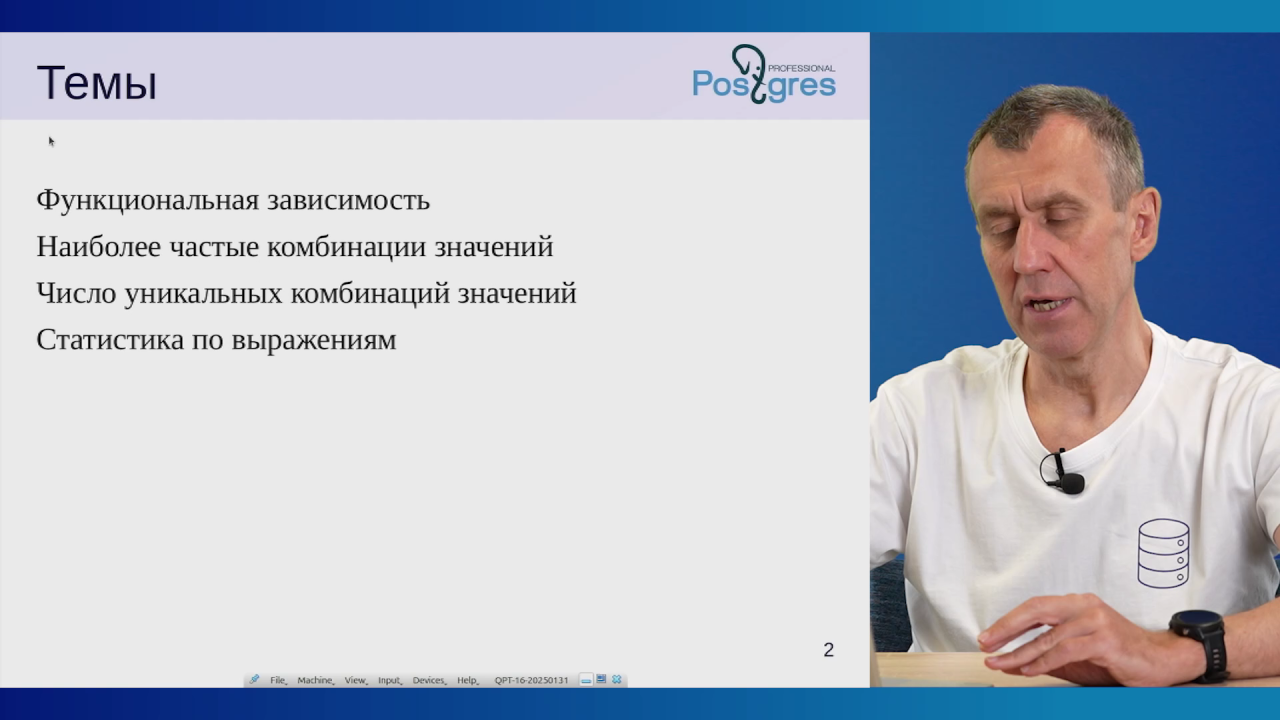 Темы
PROFESSIONAL
Postgres
Функциональная зависимость
Наиболее частые комбинации значений
Число уникальных комбинаций значений
Статистика по выражениям
2
File Machine View Input Devices Help QPT-16-20250131